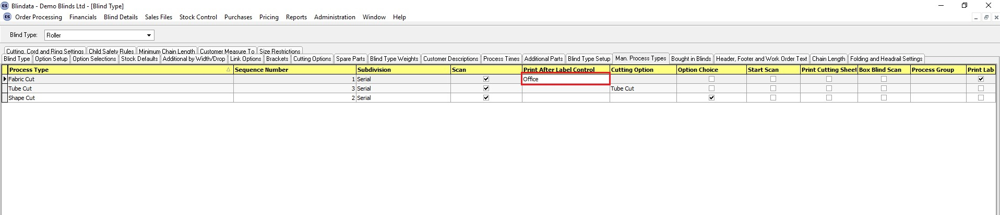 Blindata - Demo Blinds Ltd - [Blind Type]
Order Processing Financials Blind Details Sales Files Stock Control Purchases Pricing Reports Administration Window Help
Blind Type: Roller
Cutting, Cord and Ring Settings Child Safety Rules Minimum Chain Length Customer Measure To Size Restrictions
Blind Type Option Setup Option Selections Stock Defaults Additional by Width/Drop Link Options Brackets Cutting Options Spare Parts Blind Type Weights Customer Descriptions Process Times Additional Parts Blind Type Setup Man. Process Types Bought in Blinds Header, Footer and Work Order Text Chain Length Folding and Headrail Settings
Process Type Sequence Number Subdivision Scan Print After Label Control Cutting Option Option Choice Start Scan Print Cutting Sheet Box Blind Scan Process Group Print Lab
Fabric Cut 1 Serial Office
Tube Cut 3 Serial Tube Cut
Shape Cut 2 Serial